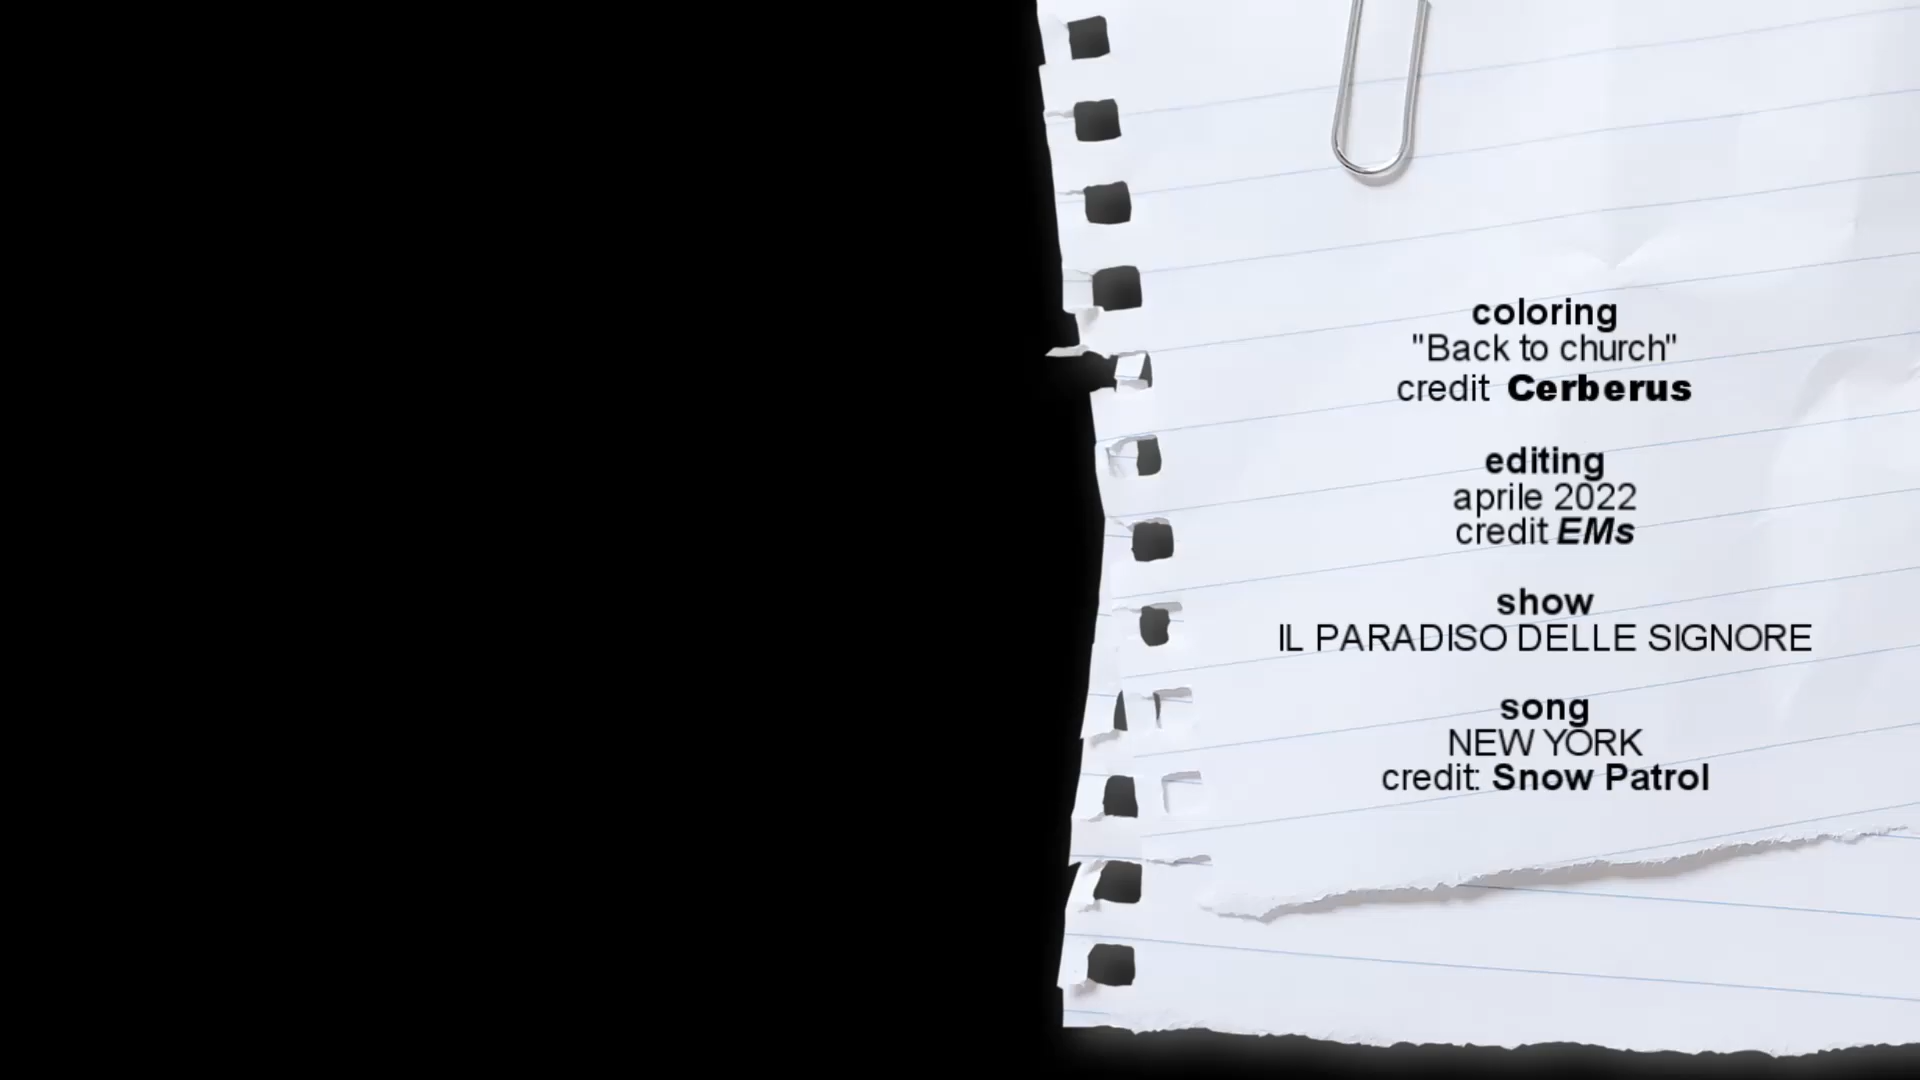 coloring
"Back to church"
credit Cerberus
editing
aprile 2022
credit EMs
show
IL PARADISO DELLE SIGNORE
song
NEW YORK
credit: Snow Patrol